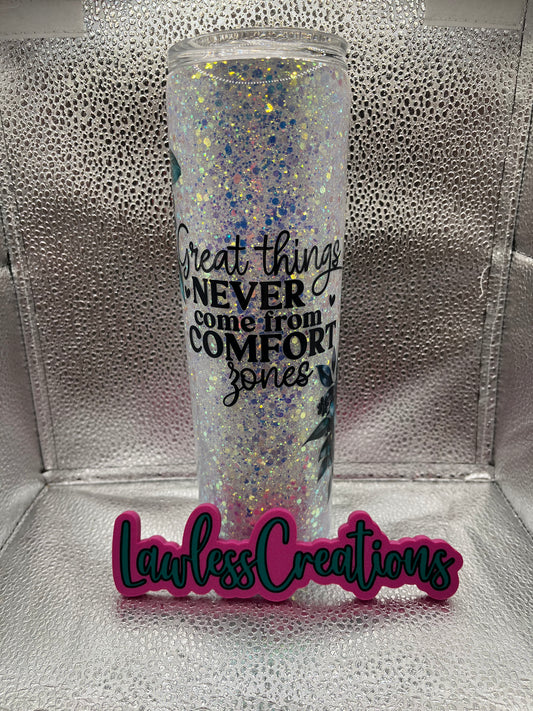 Great things
NEVER
come from
COMFORT
zones
LawlessCreations